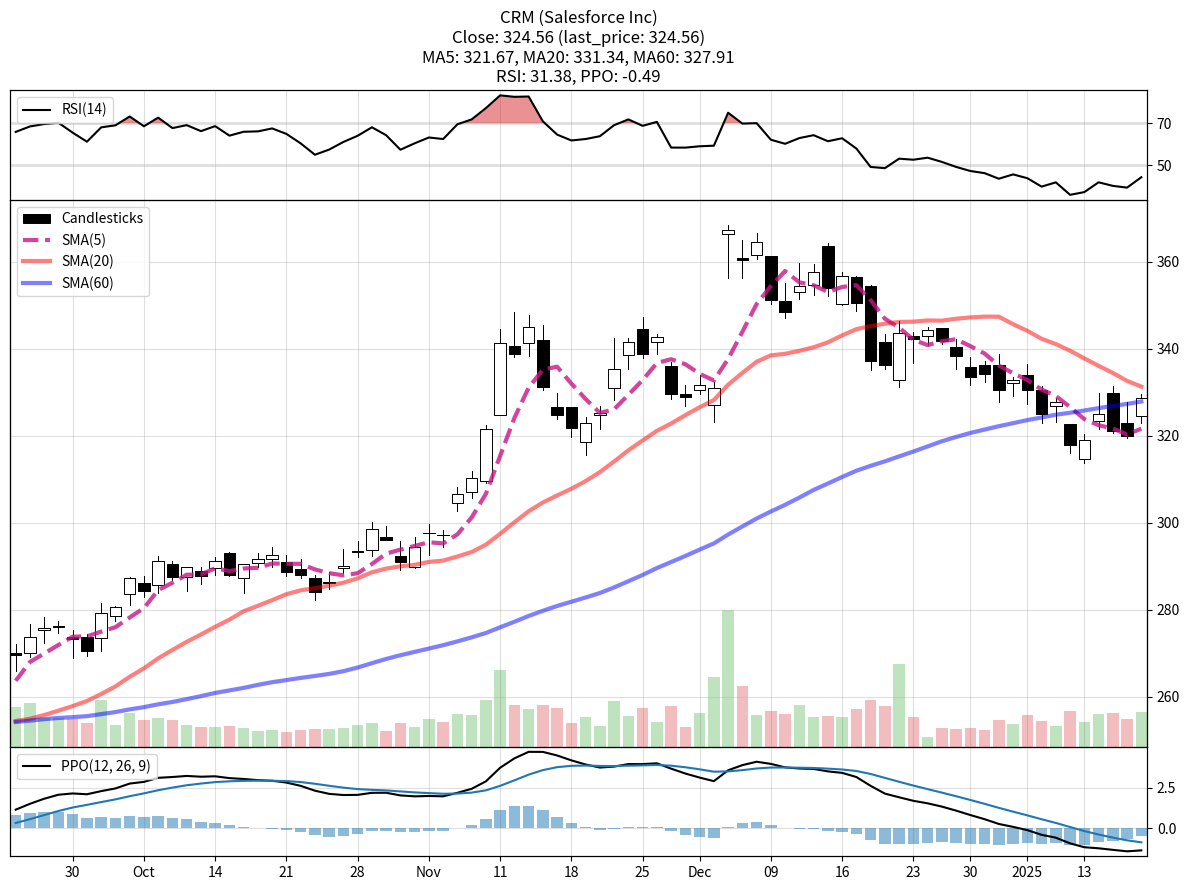 CRM (Salesforce Inc)
Close: 324.56 (last_price: 324.56)
MA5: 321.67, MA20: 331.34, MA60: 327.91
RSI: 31.38, PPO: -0.49
RSI(14)
70
50
Candlesticks
SMA(5)
SMA(20)
SMA(60)
360
340
320
300
280
260
PPO(12, 26, 9)
2.5
0.0
30 Oct 14 21 28 Nov 11 18 25 Dec 09 16 23 30 2025 13